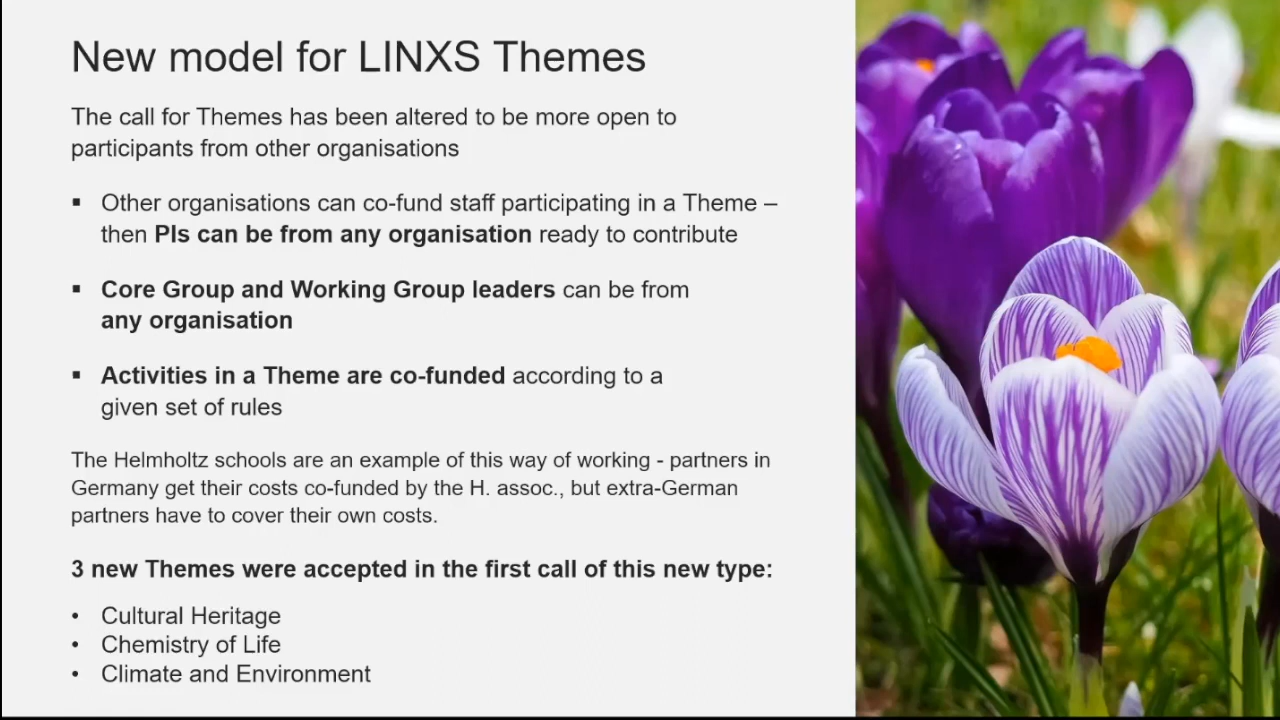 New model for LINXS Themes
The call for Themes has been altered to be more open to
participants from other organisations
▪ Other organisations can co-fund staff participating in a Theme –
then PIs can be from any organisation ready to contribute
▪ Core Group and Working Group leaders can be from
any organisation
▪ Activities in a Theme are co-funded according to a
given set of rules
The Helmholtz schools are an example of this way of working - partners in
Germany get their costs co-funded by the H. assoc., but extra-German
partners have to cover their own costs.
3 new Themes were accepted in the first call of this new type:
• Cultural Heritage
• Chemistry of Life
• Climate and Environment